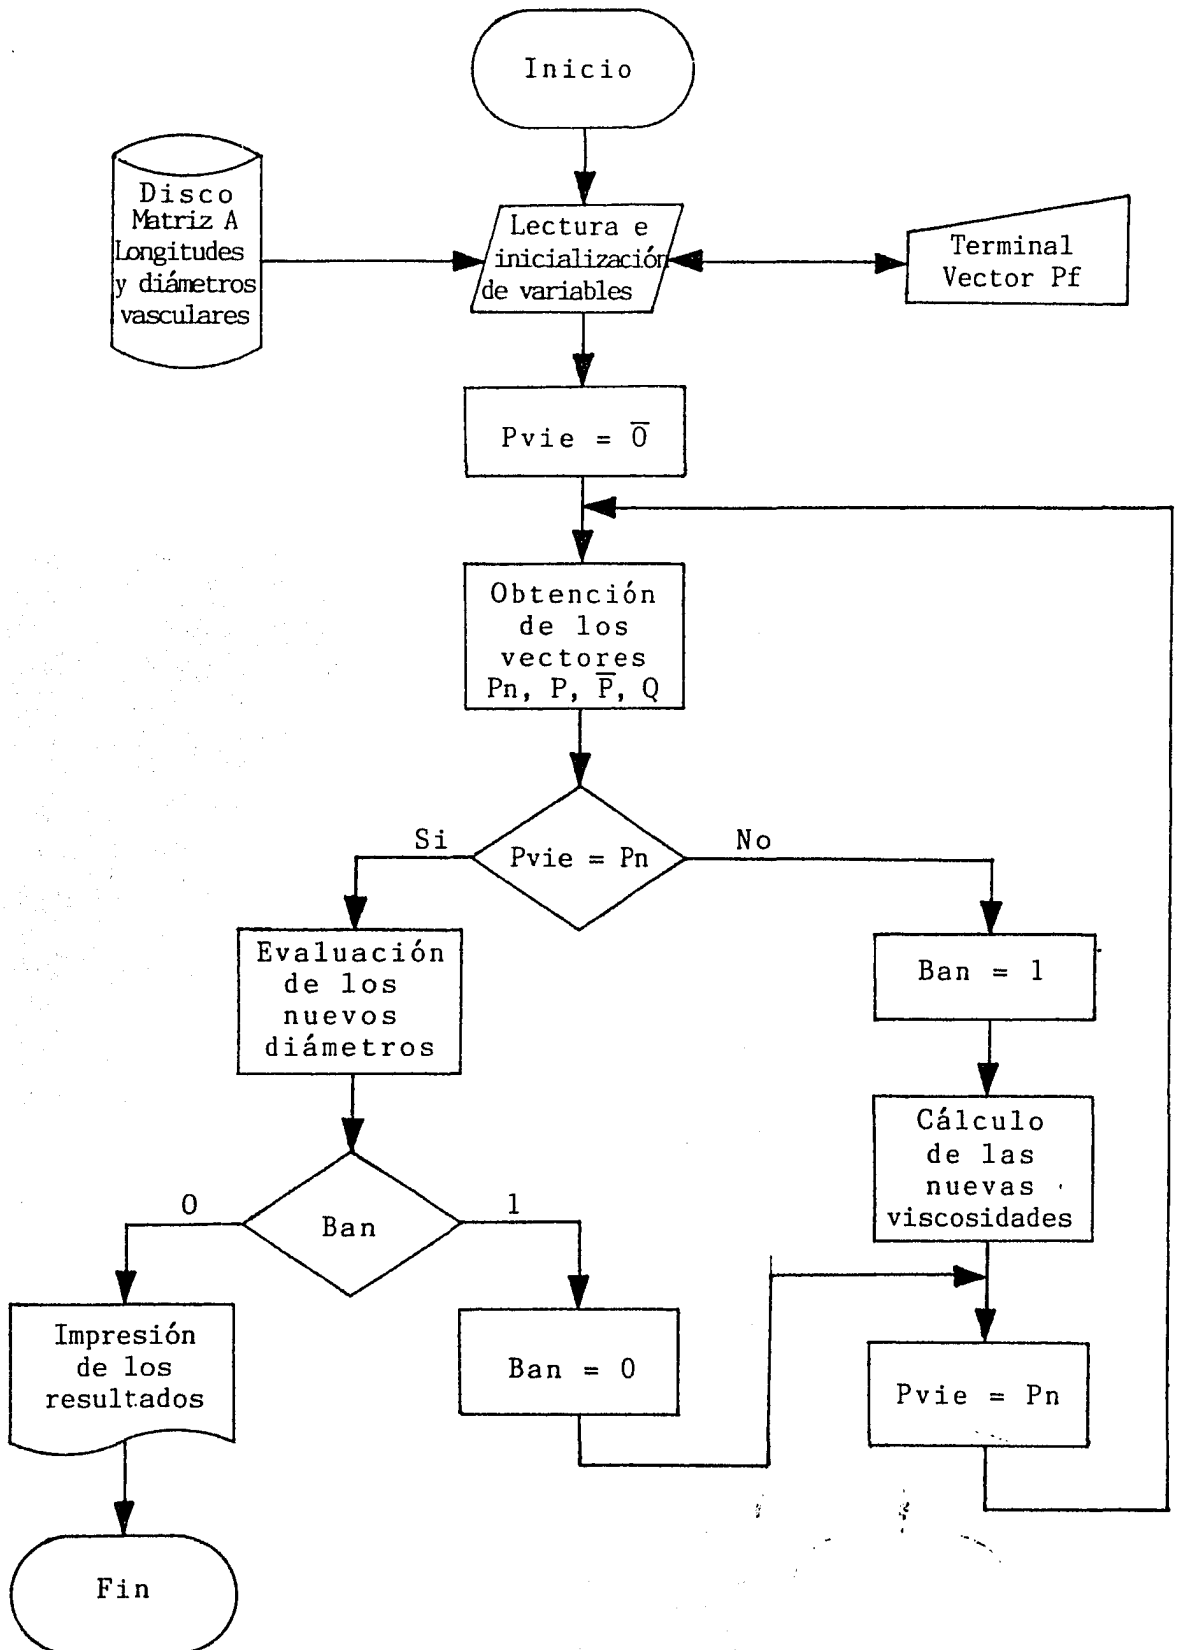 Inicio
Disco
Matriz A
Longitudes
y diámetros
vasculares
Lectura e
inicialización
de variables
Terminal
Vector Pf
Pvie = O̅
Obtención
de los
vectores
Pn, P, P̅, Q
Pvie = Pn
Si
No
Evaluación
de los
nuevos
diámetros
Ban = 1
Cálculo
de las
nuevas
viscosidades
Ban
0
1
Impresión
de los
resultados
Ban = 0
Pvie = Pn
Fin